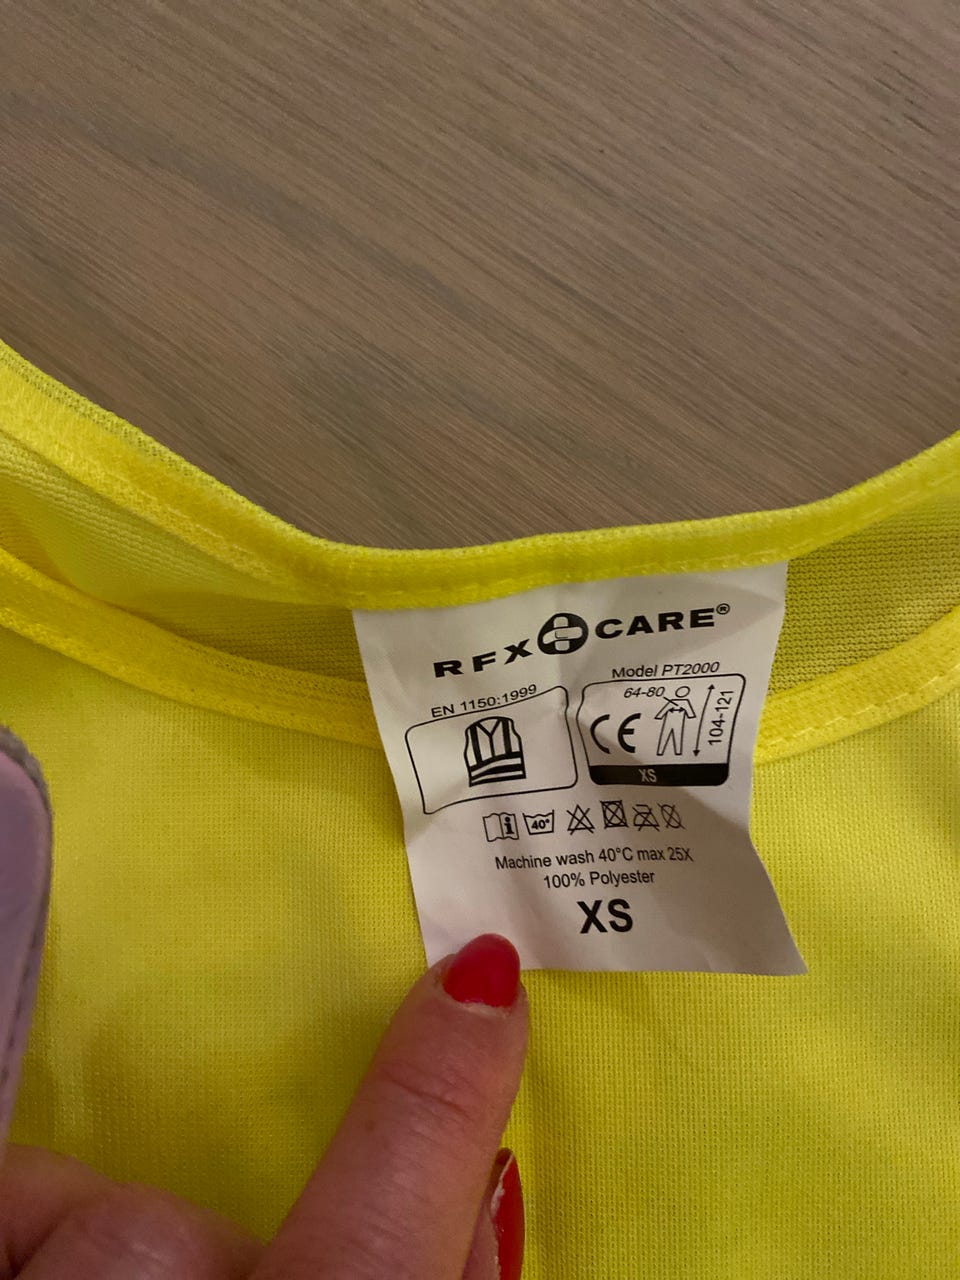 RFX CARE®
Model PT2000
EN 1150:1999
64-80
104-121
CE
XS
40°
Machine wash 40°C max 25X
100% Polyester
XS